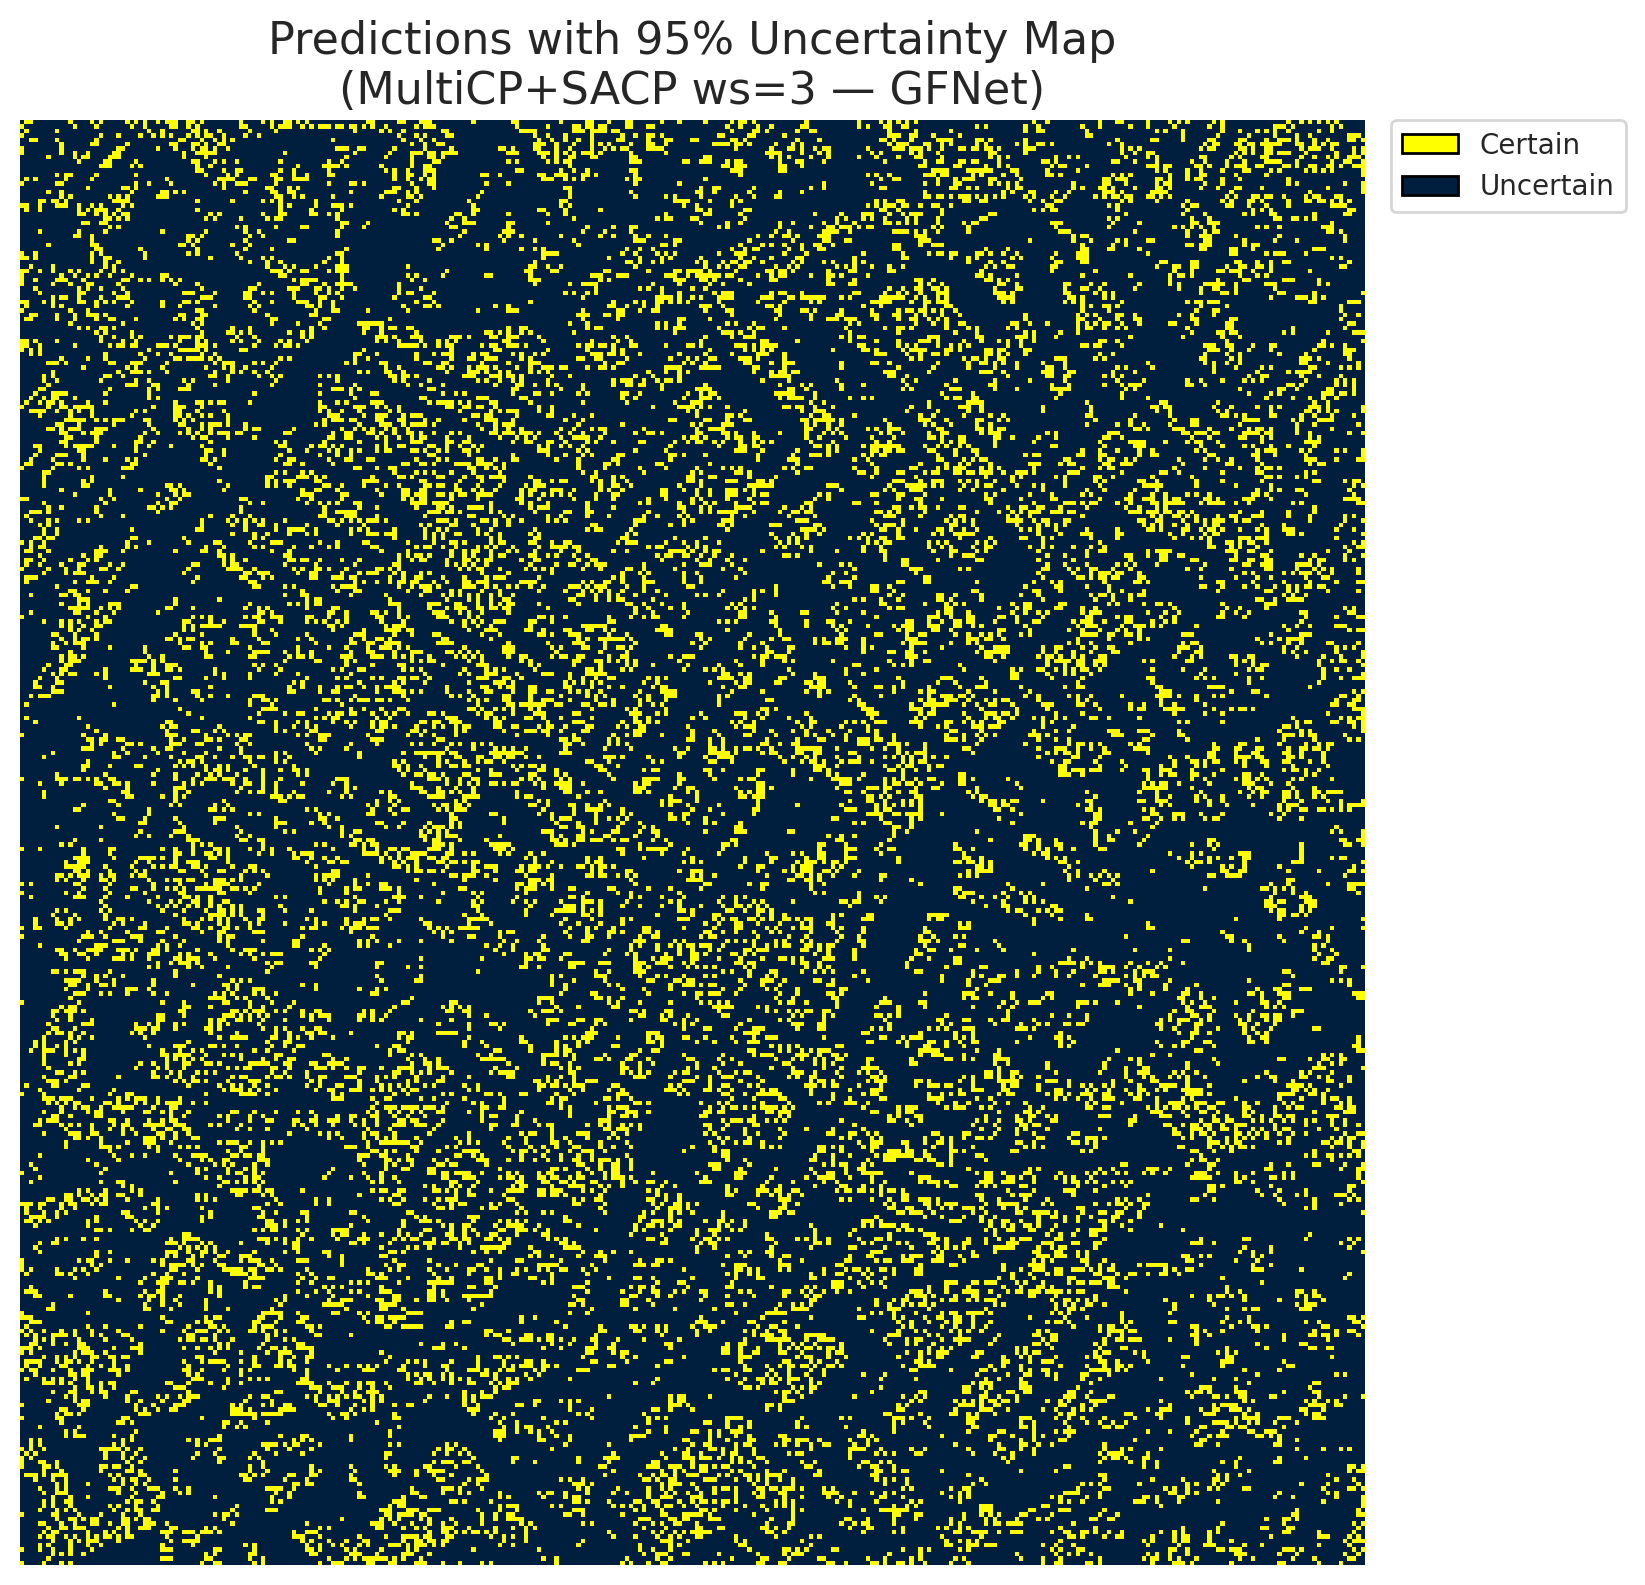 Predictions with 95% Uncertainty Map
(MultiCP+SACP ws=3 — GFNet)
Certain
Uncertain